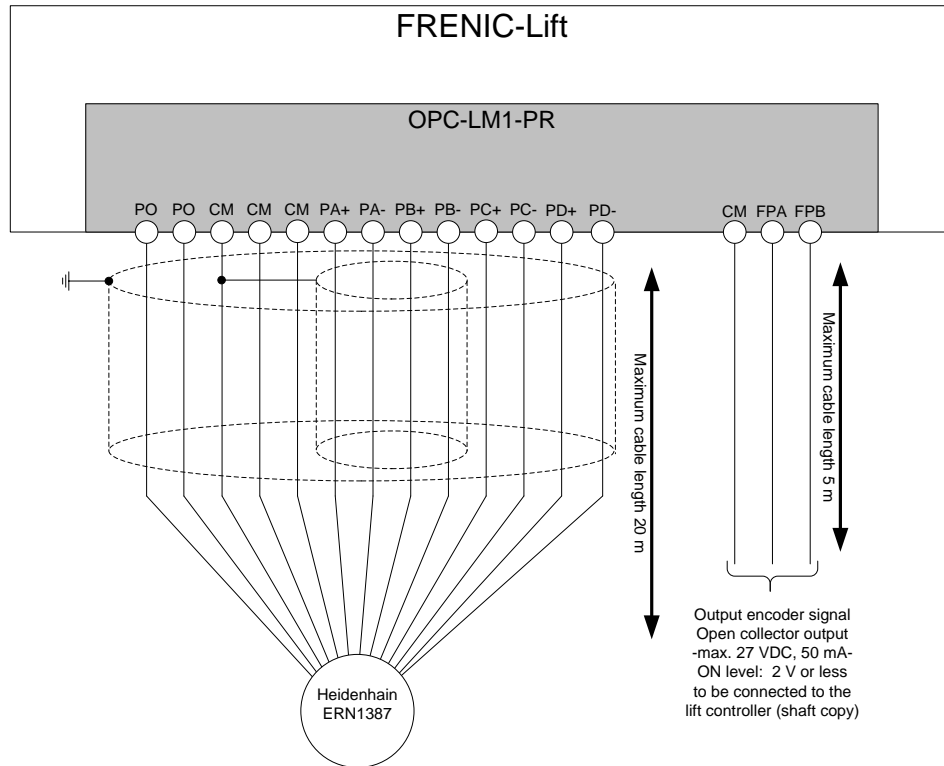 FRENIC-Lift
OPC-LM1-PR
PO PO CM CM CM PA+ PA- PB+ PB- PC+ PC- PD+ PD- CM FPA FPB
Maximum cable length 20 m
Maximum cable length 5 m
Output encoder signal
Open collector output
-max. 27 VDC, 50 mA-
ON level: 2 V or less
to be connected to the
lift controller (shaft copy)
Heidenhain
ERN1387